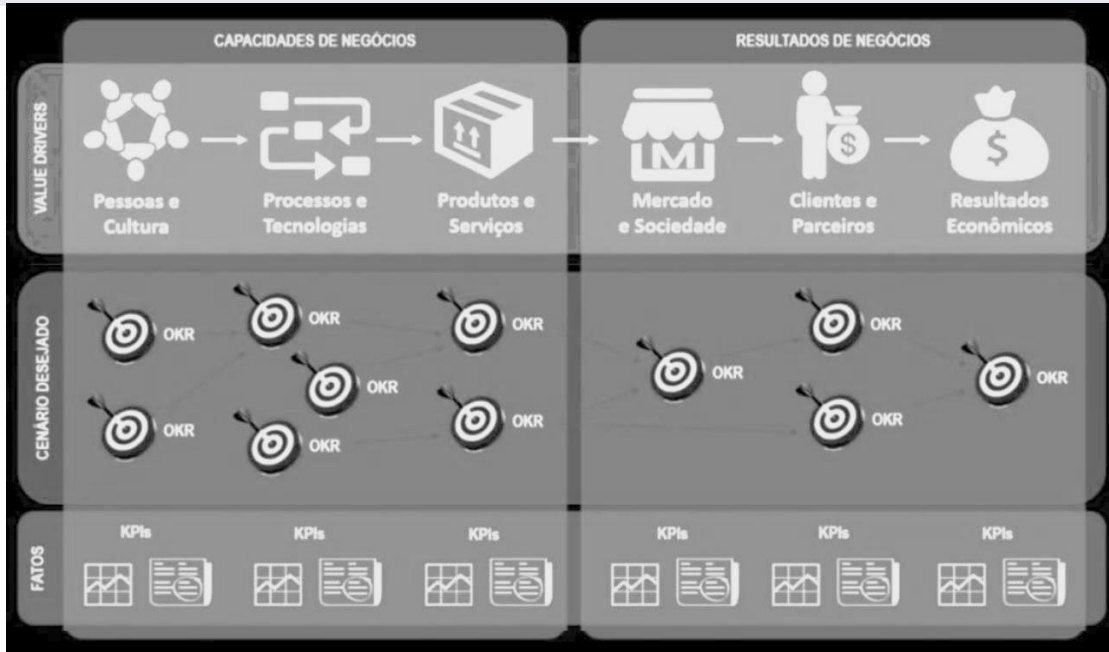 CAPACIDADES DE NEGÓCIOS
RESULTADOS DE NEGÓCIOS
VALUE DRIVERS
Pessoas e
Cultura
Processos e
Tecnologias
Produtos e
Serviços
Mercado
e Sociedade
Clientes e
Parceiros
Resultados
Econômicos
$
$
M
CENÁRIO DESEJADO
OKR
OKR
OKR
OKR
OKR
OKR
OKR
OKR
OKR
OKR
OKR
OKR
FATOS
KPIs
KPIs
KPIs
KPIs
KPIs
KPIs